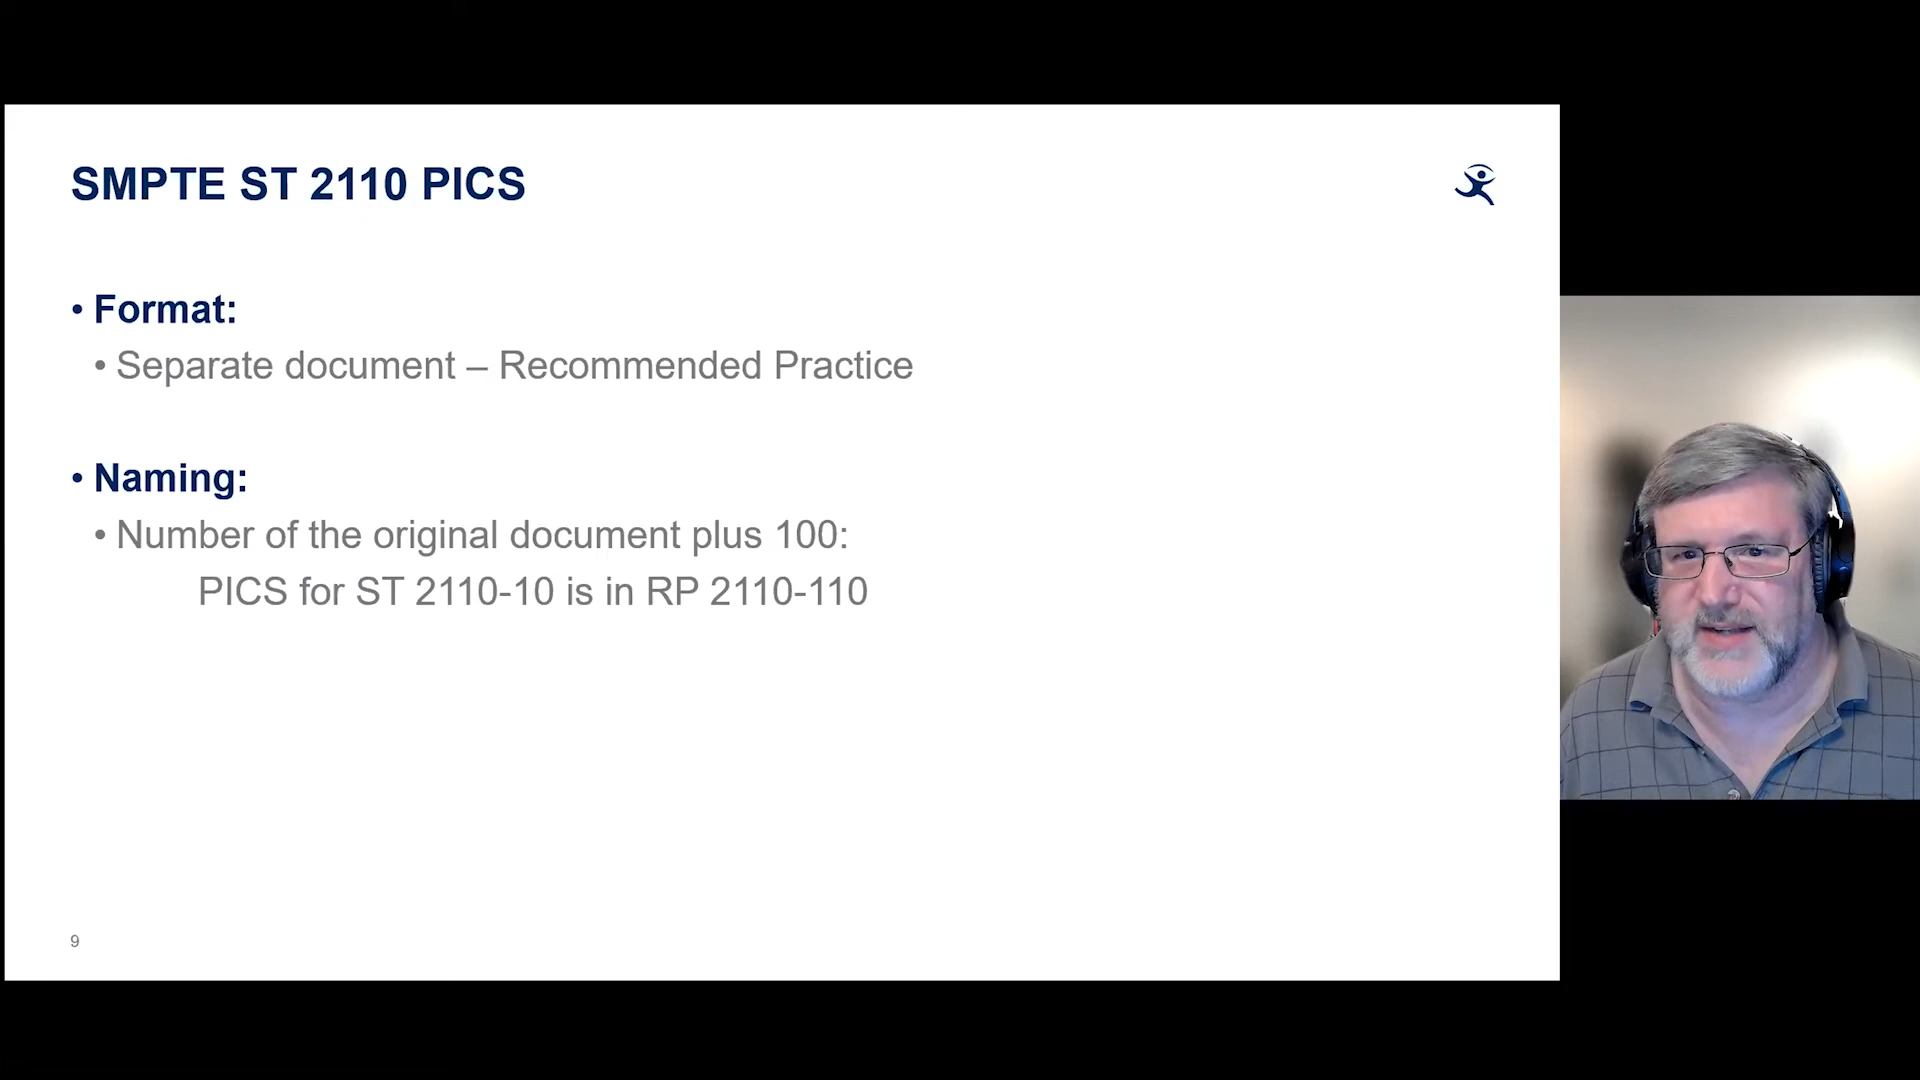 SMPTE ST 2110 PICS
• Format:
• Separate document – Recommended Practice
• Naming:
• Number of the original document plus 100:
PICS for ST 2110-10 is in RP 2110-110
9